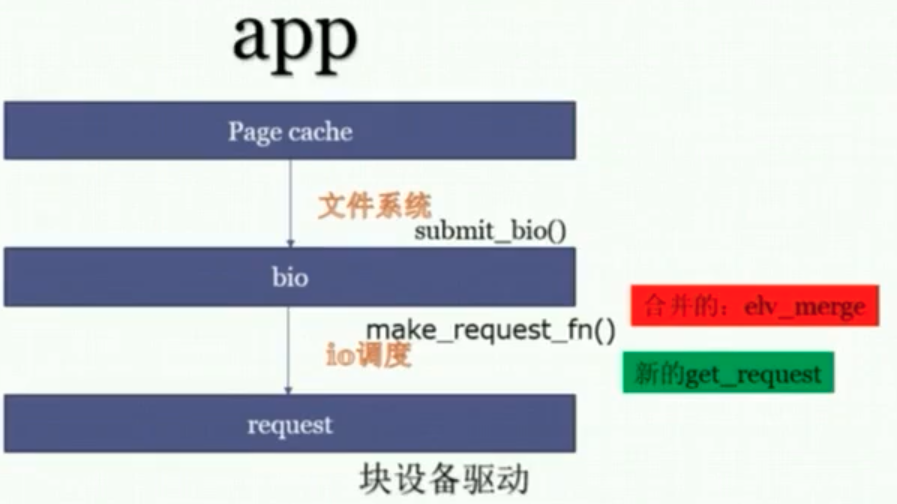 app
Page cache
文件系统
submit_bio()
bio
合并的：elv_merge
make_request_fn()
io调度
新的get_request
request
块设备驱动